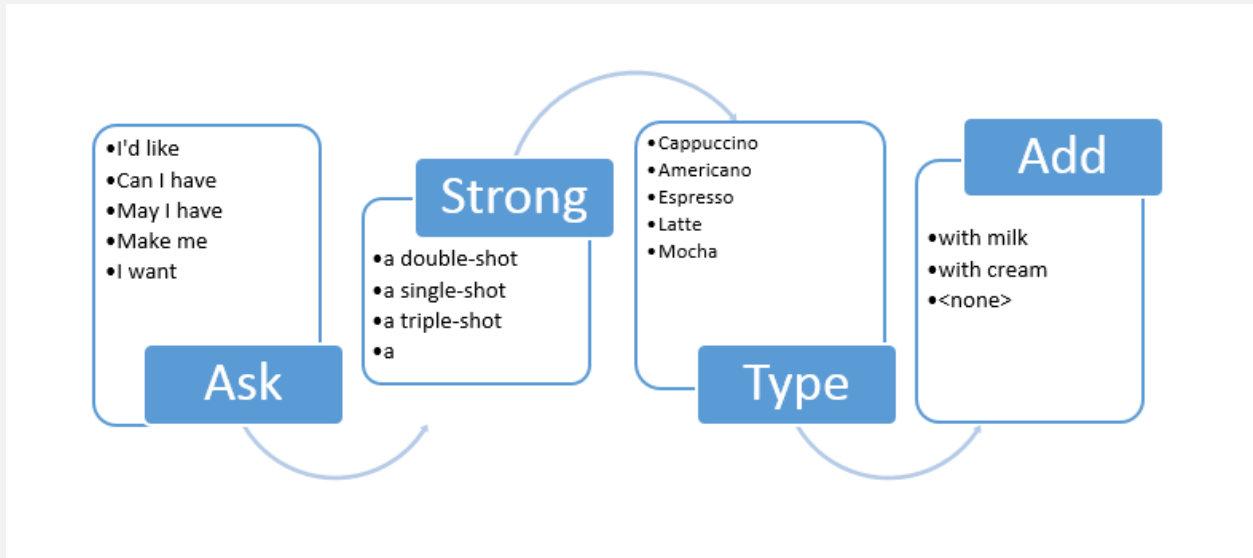 •I'd like
•Can I have
•May I have
•Make me
•I want
Ask
Strong
•a double-shot
•a single-shot
•a triple-shot
•a
•Cappuccino
•Americano
•Espresso
•Latte
•Mocha
Type
Add
•with milk
•with cream
•<none>